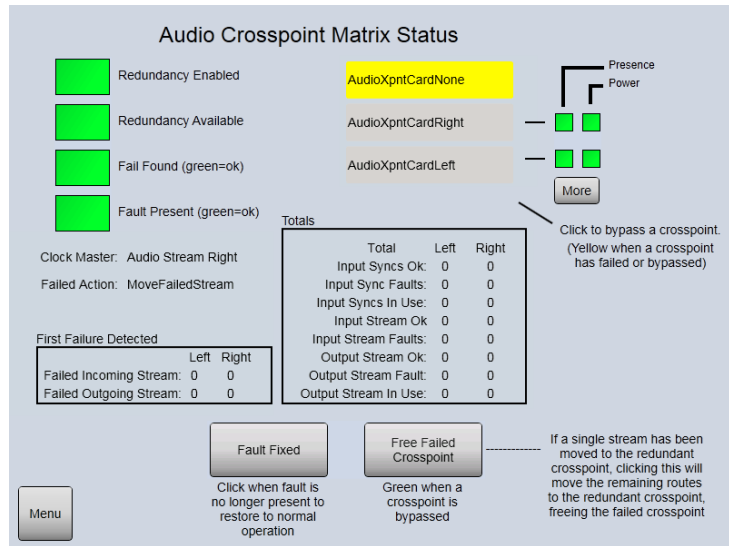 Audio Crosspoint Matrix Status
Redundancy Enabled
Redundancy Available
Fail Found (green=ok)
Fault Present (green=ok)
Clock Master: Audio Stream Right
Failed Action: MoveFailedStream
AudioXpntCardNone
AudioXpntCardRight
AudioXpntCardLeft
Presence
Power
More
Click to bypass a crosspoint.
(Yellow when a crosspoint
has failed or bypassed)
Totals
Total Left Right
Input Syncs Ok: 0 0
Input Sync Faults: 0 0
Input Syncs In Use: 0 0
Input Stream Ok 0 0
Input Stream Faults: 0 0
Output Stream Ok: 0 0
Output Stream Fault: 0 0
Output Stream In Use: 0 0
First Failure Detected
Left Right
Failed Incoming Stream: 0 0
Failed Outgoing Stream: 0 0
Fault Fixed
Click when fault is
no longer present to
restore to normal
operation
Free Failed
Crosspoint
Green when a
crosspoint is
bypassed
If a single stream has been
moved to the redundant
crosspoint, clicking this will
move the remaining routes
to the redundant crosspoint,
freeing the failed crosspoint
Menu